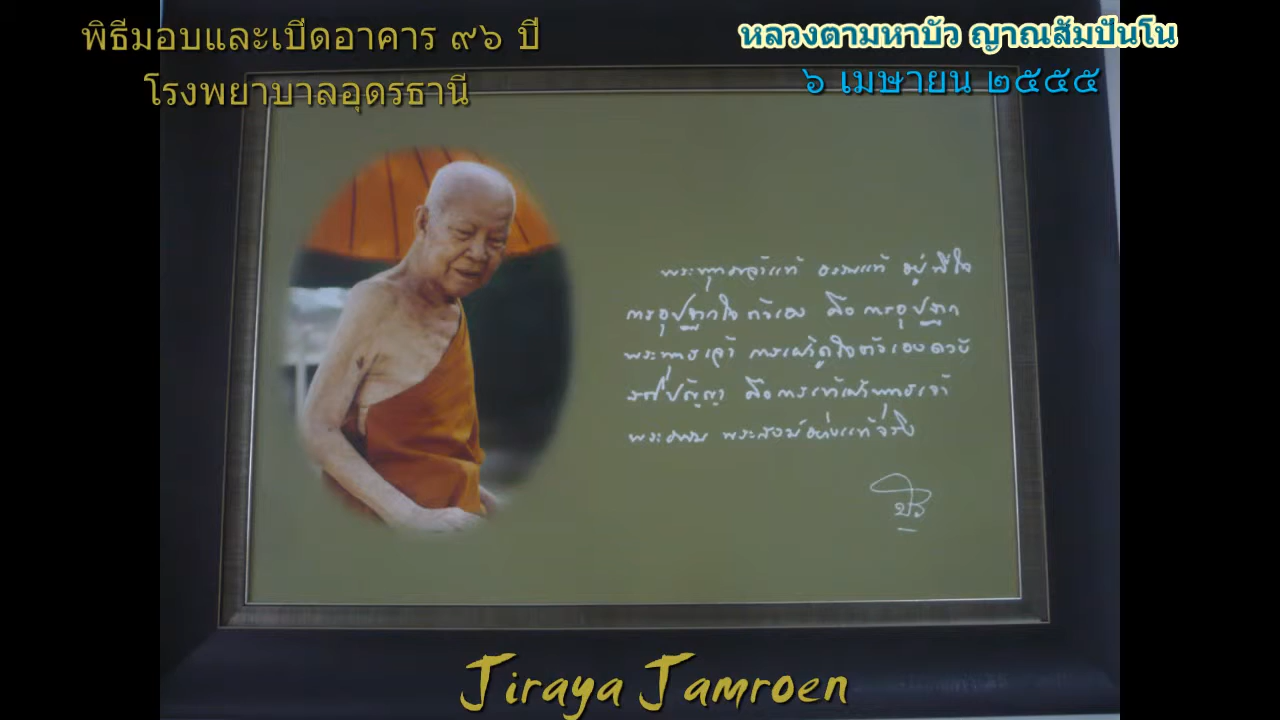 พิธีมอบและเปิดอาคาร ๙๖ ปี
โรงพยาบาลอุดรธานี
หลวงตามหาบัว ญาณสัมปันโน
๖ เมษายน ๒๕๕๕
พระพุทธเจ้าแท้ ธรรมแท้ อยู่ที่ใจ
การอุปัฏฐากใจตัวเอง คือการอุปัฏฐาก
พระพุทธเจ้า การเฝ้าดูใจตัวเองด้วย
สติปัญญา คือการเข้าเฝ้าพุทธเจ้า
พระธรรม พระสงฆ์อย่างแท้จริง
บัว
Jiraya Jamroen